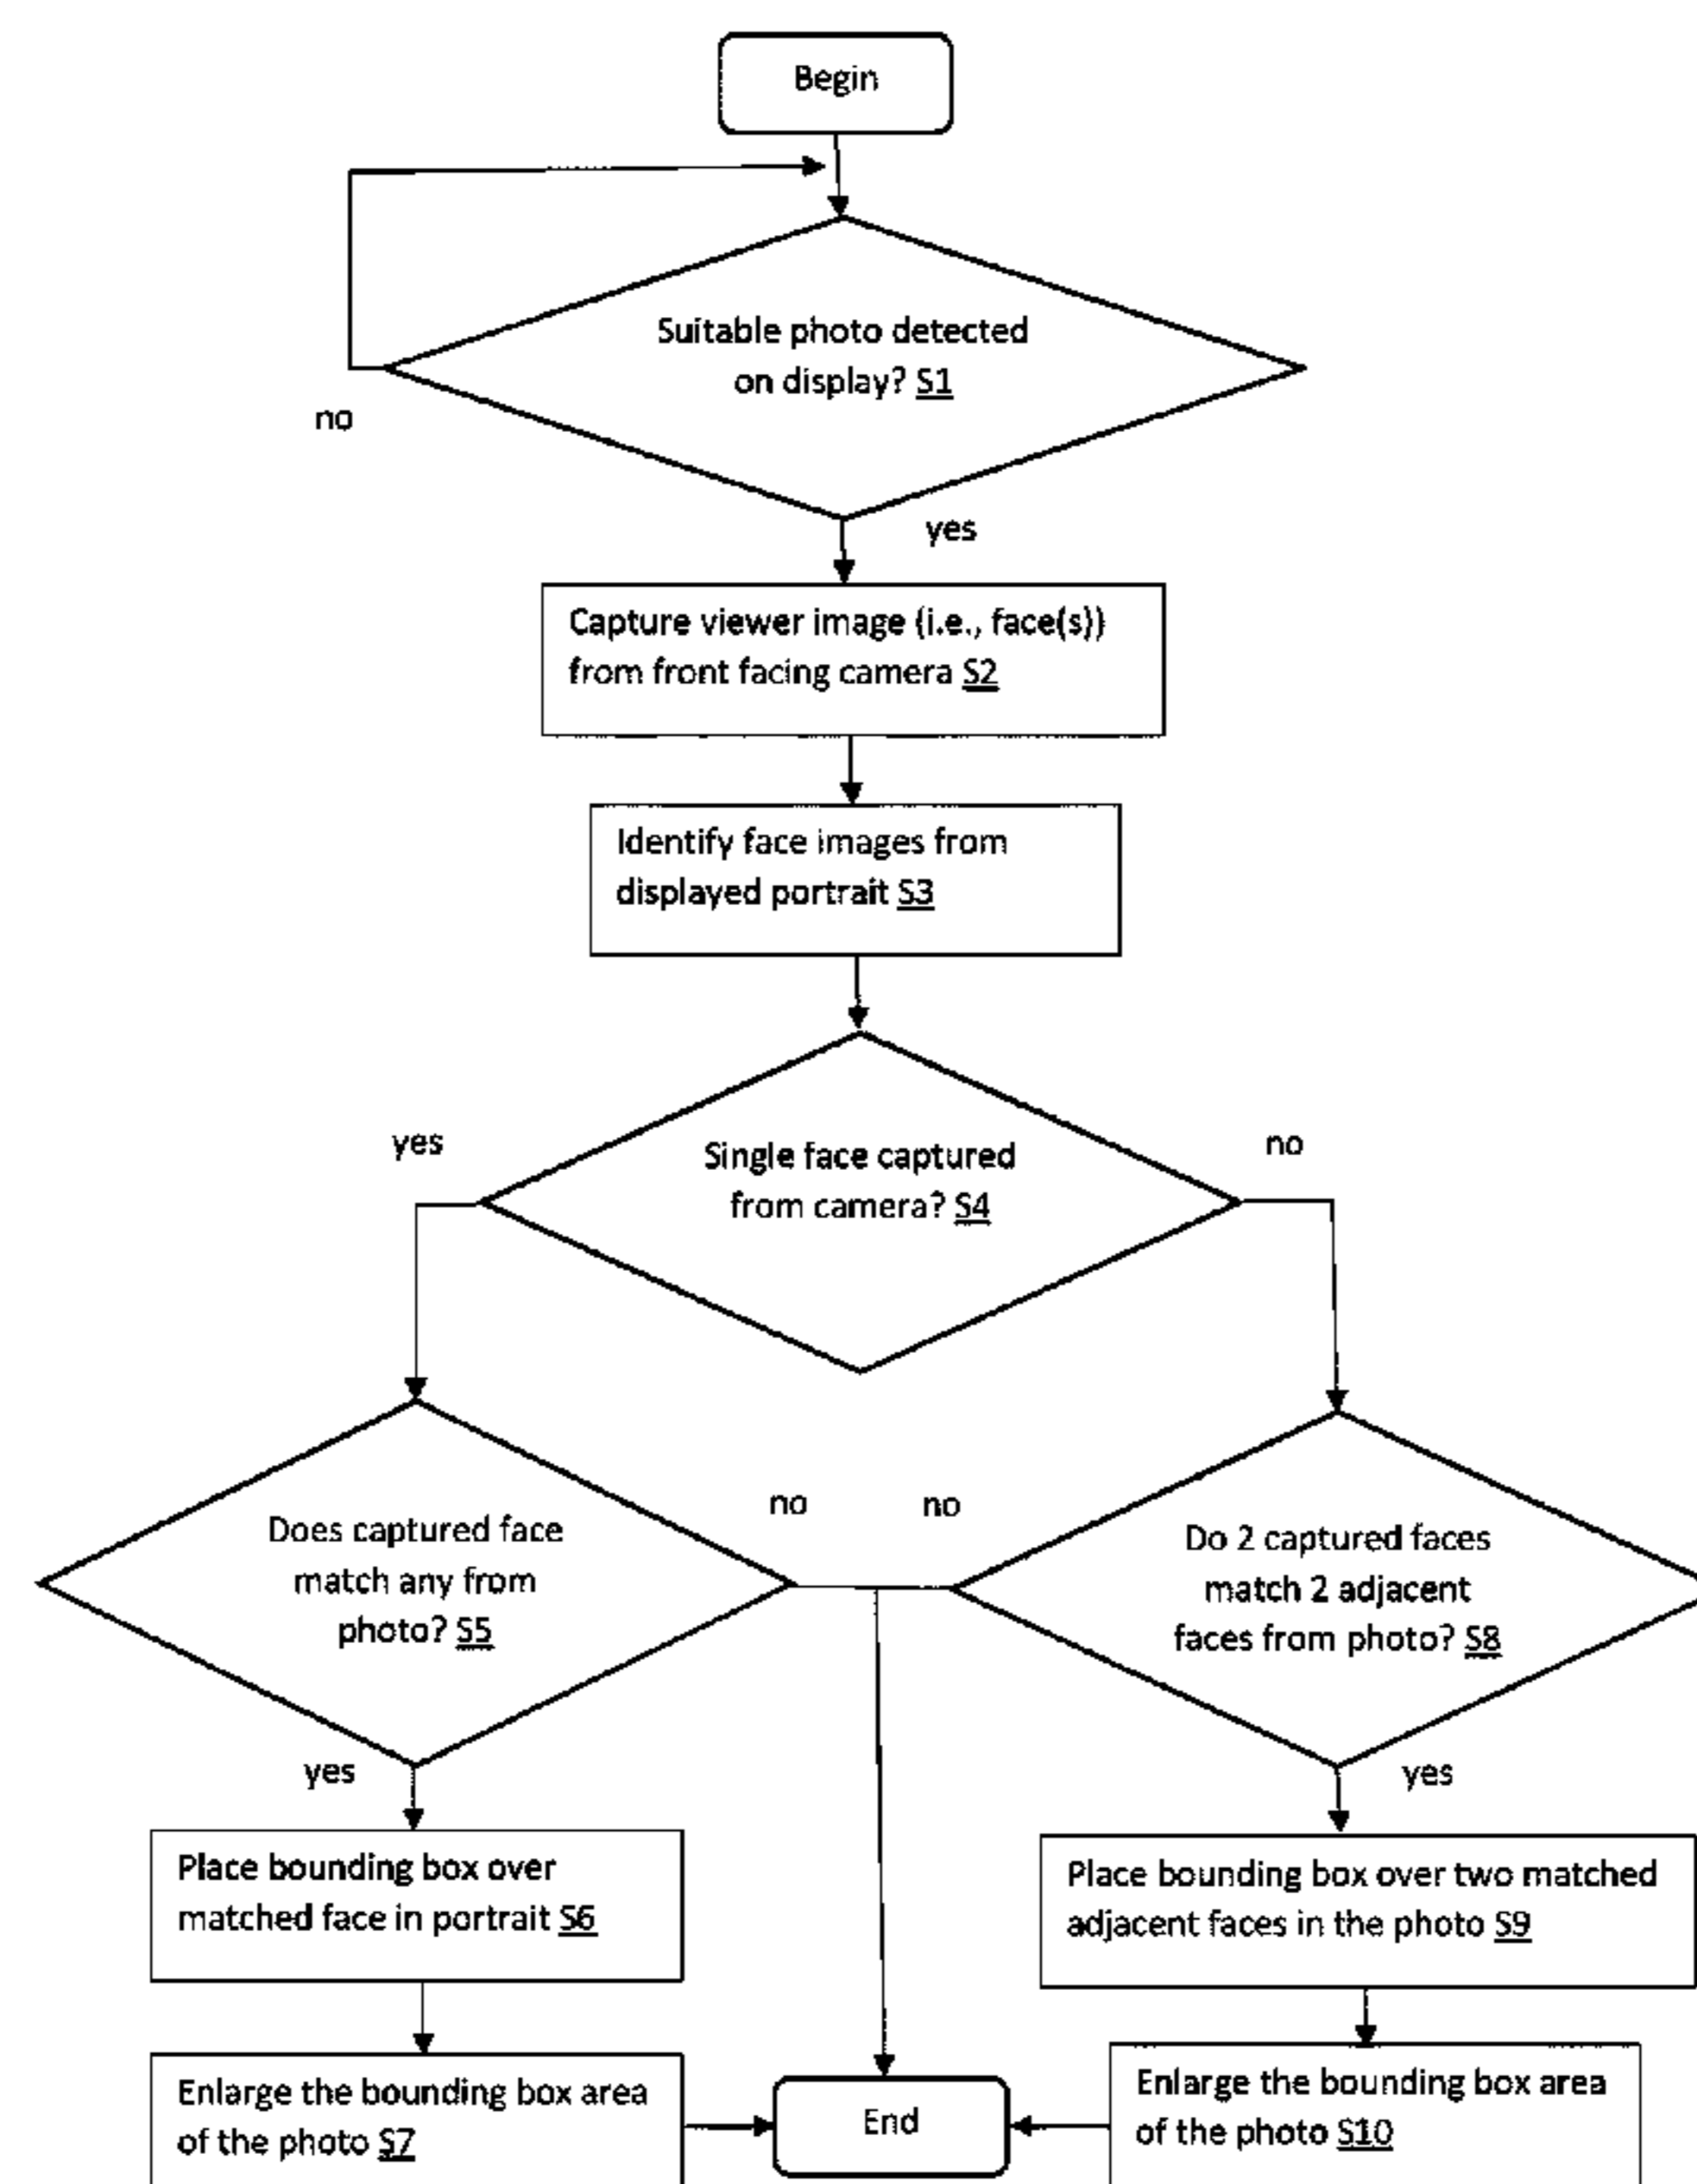 Begin
Suitable photo detected
on display? S1
no
yes
Capture viewer image (i.e., face(s))
from front facing camera S2
Identify face images from
displayed portrait S3
yes
no
Single face captured
from camera? S4
no
no
Does captured face
match any from
photo? S5
Do 2 captured faces
match 2 adjacent
faces from photo? S8
yes
yes
Place bounding box over
matched face in portrait S6
Place bounding box over two matched
adjacent faces in the photo S9
Enlarge the bounding box area
of the photo S7
End
Enlarge the bounding box area
of the photo S10